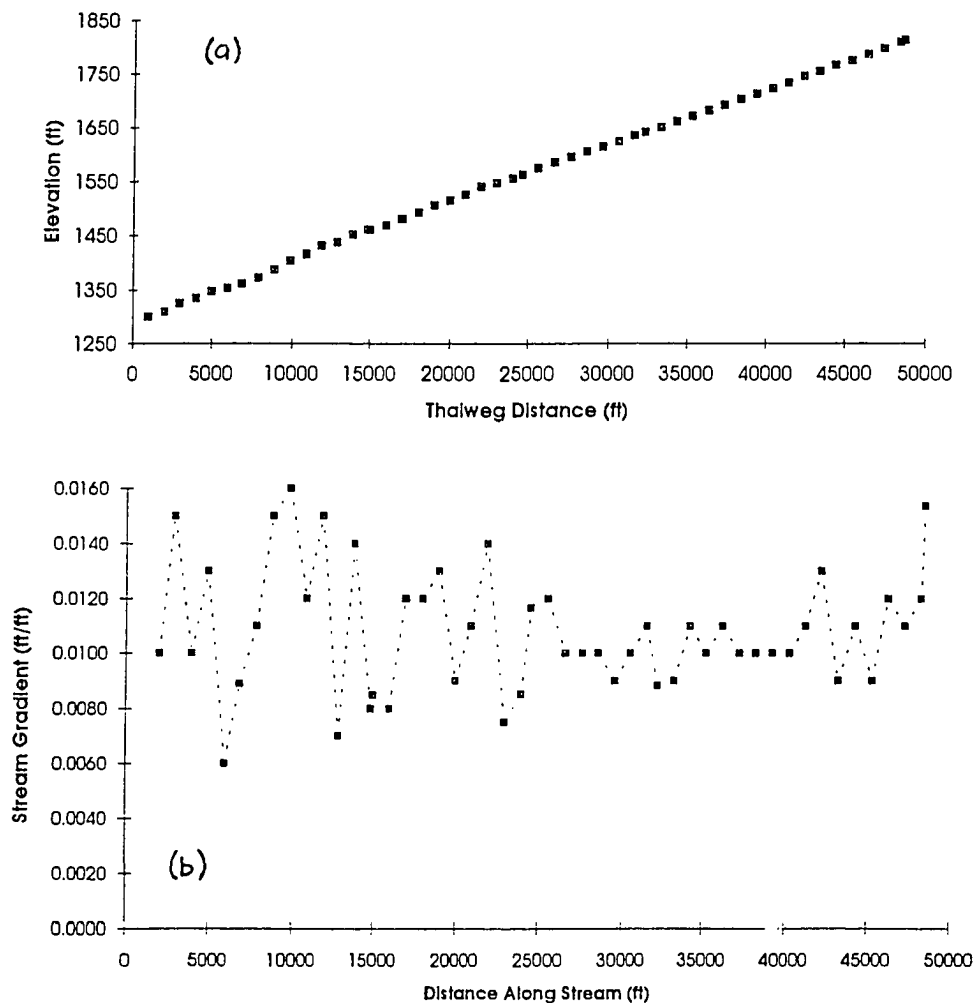 (a)
Elevation (ft)
1850
1750
1650
1550
1450
1350
1250
0 5000 10000 15000 20000 25000 30000 35000 40000 45000 50000
Thalweg Distance (ft)
(b)
Stream Gradient (ft/ft)
0.0160
0.0140
0.0120
0.0100
0.0080
0.0060
0.0040
0.0020
0.0000
0 5000 10000 15000 20000 25000 30000 35000 40000 45000 50000
Distance Along Stream (ft)